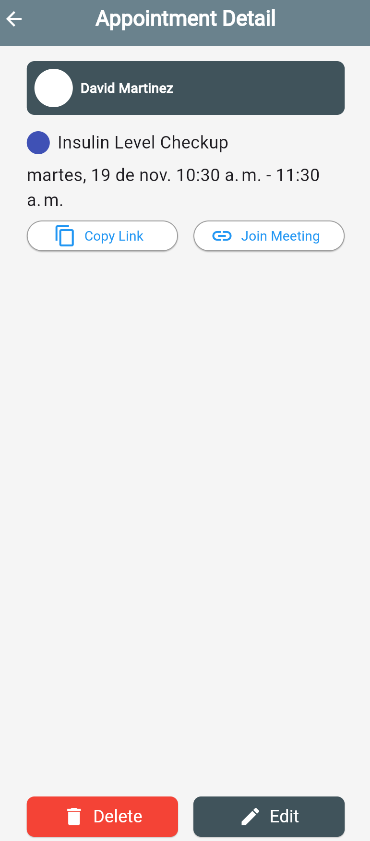 Appointment Detail
David Martinez
Insulin Level Checkup
martes, 19 de nov. 10:30 a. m. - 11:30
a. m.
Copy Link
Join Meeting
Delete
Edit